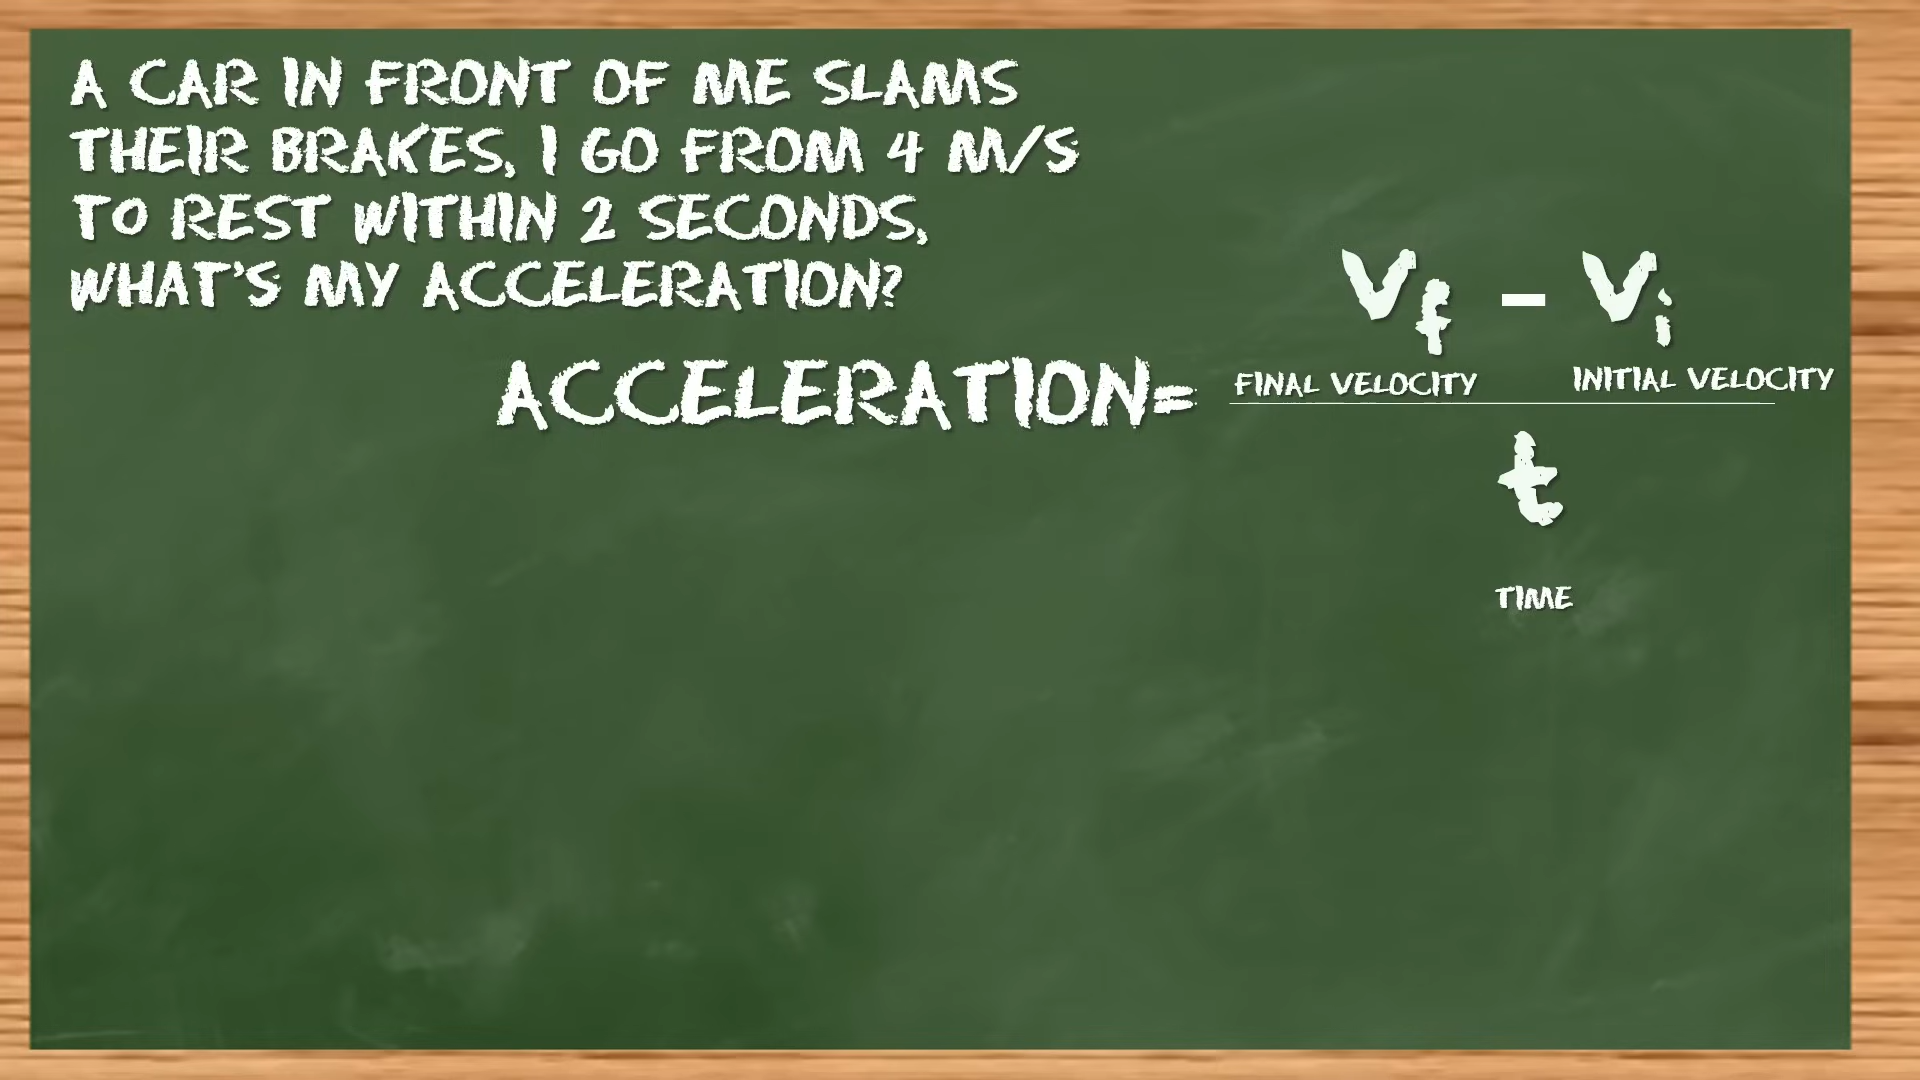 A CAR IN FRONT OF ME SLAMS
THEIR BRAKES, I GO FROM 4 M/S
TO REST WITHIN 2 SECONDS,
WHAT'S MY ACCELERATION?
ACCELERATION=
Vf - Vi
FINAL VELOCITY INITIAL VELOCITY
t
TIME